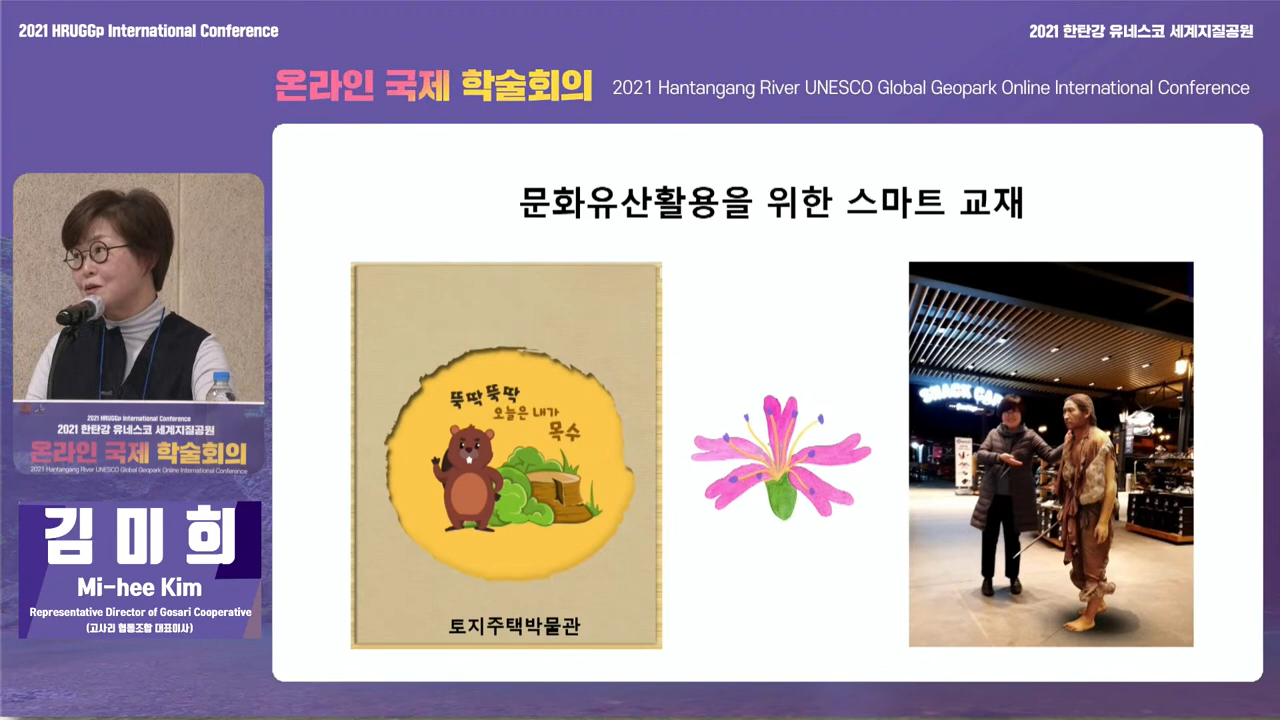 2021 HRUGGp International Conference
2021 한탄강 유네스코 세계지질공원
온라인 국제 학술회의 2021 Hantangang River UNESCO Global Geopark Online International Conference
문화유산활용을 위한 스마트 교재
뚝딱뚝딱
오늘은 내가
목수
토지주택박물관
2021 HRUGGp International Conference
2021 한탄강 유네스코 세계지질공원
온라인 국제 학술회의
2021 Hantangang River UNESCO Global Geopark Online International Conference
김미희
Mi-hee Kim
Representative Director of Gosari Cooperative
(고사리 협동조합 대표이사)